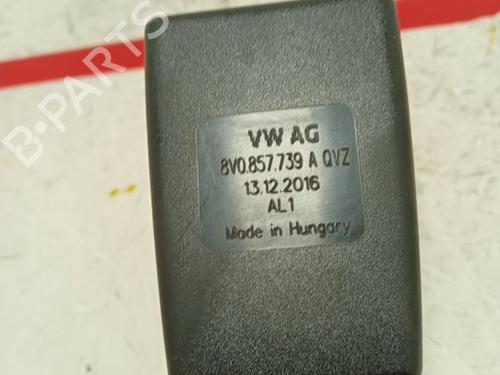 VW AG
8V0.857.739 A QVZ
13.12.2016
AL1
Made in Hungary
B-PARTS